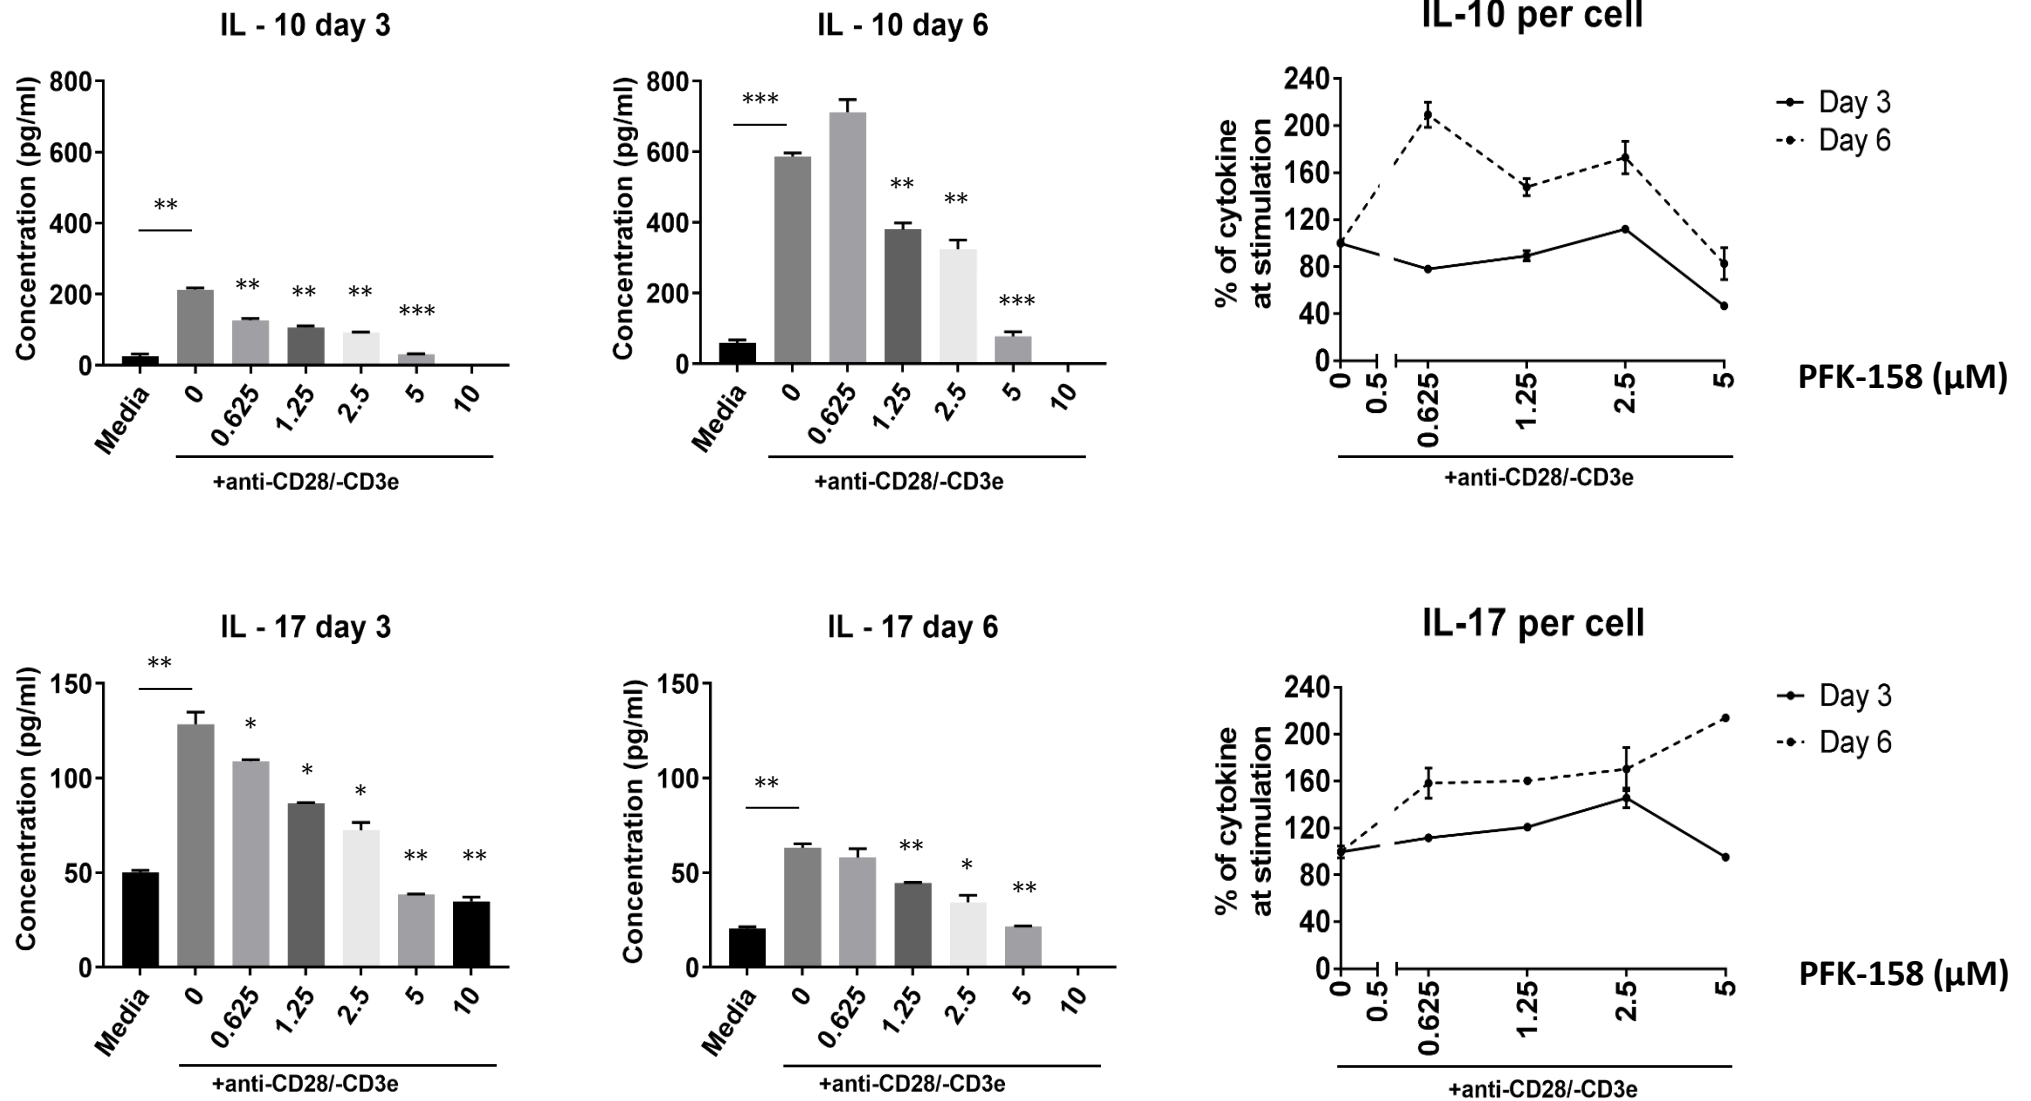 IL - 10 day 3
Concentration (pg/ml)
800
600
400
200
0
**
**
**
**
***
Media
0
0.625
1.25
2.5
5
10
+anti-CD28/-CD3e
IL - 10 day 6
Concentration (pg/ml)
800
600
400
200
0
***
**
**
***
Media
0
0.625
1.25
2.5
5
10
+anti-CD28/-CD3e
IL-10 per cell
% of cytokine
at stimulation
240
200
160
120
80
40
0
Day 3
Day 6
0
0.5
0.625
1.25
2.5
5
PFK-158 (µM)
+anti-CD28/-CD3e
IL - 17 day 3
Concentration (pg/ml)
150
100
50
0
**
*
*
*
**
**
Media
0
0.625
1.25
2.5
5
10
+anti-CD28/-CD3e
IL - 17 day 6
Concentration (pg/ml)
150
100
50
0
**
**
*
**
Media
0
0.625
1.25
2.5
5
10
+anti-CD28/-CD3e
IL-17 per cell
% of cytokine
at stimulation
240
200
160
120
80
40
0
Day 3
Day 6
0
0.5
0.625
1.25
2.5
5
PFK-158 (µM)
+anti-CD28/-CD3e